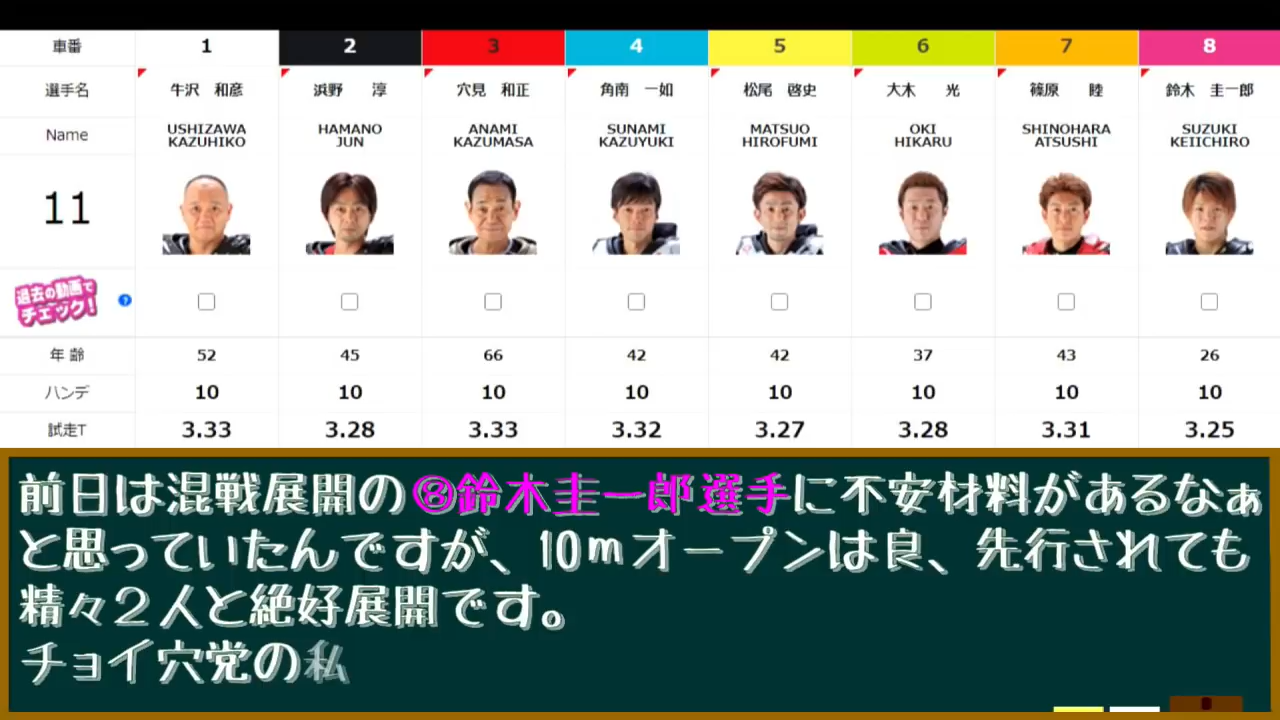 車番 1 2 3 4 5 6 7 8
選手名 牛沢 和彦 浜野 淳 穴見 和正 角南 一如 松尾 啓史 大木 光 篠原 睦 鈴木 圭一郎
Name USHIZAWA KAZUHIKO HAMANO JUN ANAMI KAZUMASA SUNAMI KAZUYUKI MATSUO HIROFUMI OKI HIKARU SHINOHARA ATSUSHI SUZUKI KEIICHIRO
11
過去の動画でチェック! ?
年齢 52 45 66 42 42 37 43 26
ハンデ 10 10 10 10 10 10 10 10
試走T 3.33 3.28 3.33 3.32 3.27 3.28 3.31 3.25
前日は混戦展開の⑧鈴木圭一郎選手に不安材料があるなぁ
と思っていたんですが、10mオープンは良、先行されても
精々2人と絶好展開です。
チョイ穴党の私